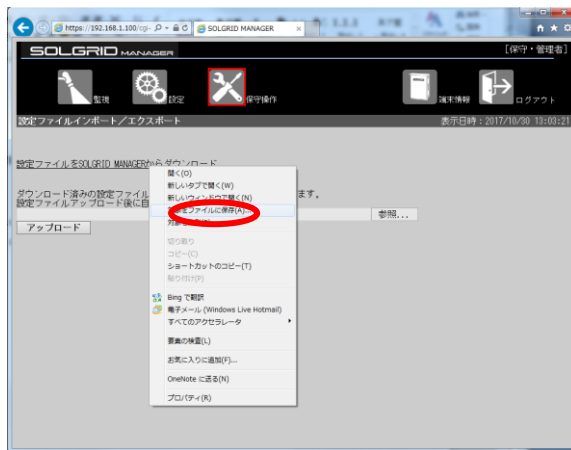 https://192.168.1.100/cgi-
SOLGRID MANAGER
SOLGRID MANAGER
[保守・管理者]
監視
設定
保守操作
端末情報
ログアウト
設定ファイルインポート/エクスポート
表示日時:2017/10/30 13:03:21
設定ファイルをSOLGRID MANAGERからダウンロード
ダウンロード済みの設定ファイル
ます。
設定ファイルアップロード後に自
参照...
アップロード
開く(O)
新しいタブで開く(W)
新しいウィンドウで開く(N)
をファイルに保存(A)...
切り取り
コピー(C)
ショートカットのコピー(T)
貼り付け(P)
Bing で翻訳
電子メール (Windows Live Hotmail)
すべてのアクセラレータ
要素の検査(L)
お気に入りに追加(F)...
OneNote に送る(N)
プロパティ(R)